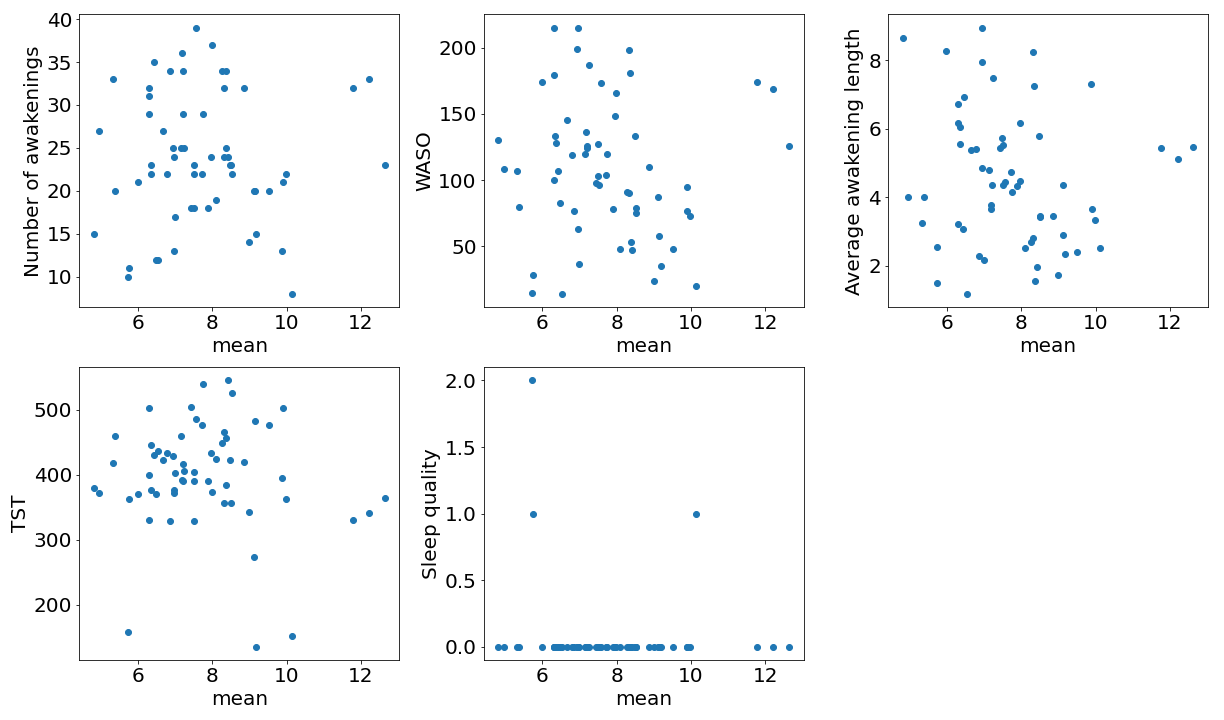 Number of awakenings
40
35
30
25
20
15
10
6 8 10 12
mean
WASO
200
150
100
50
6 8 10 12
mean
Average awakening length
8
6
4
2
6 8 10 12
mean
TST
500
400
300
200
6 8 10 12
mean
Sleep quality
2.0
1.5
1.0
0.5
0.0
6 8 10 12
mean